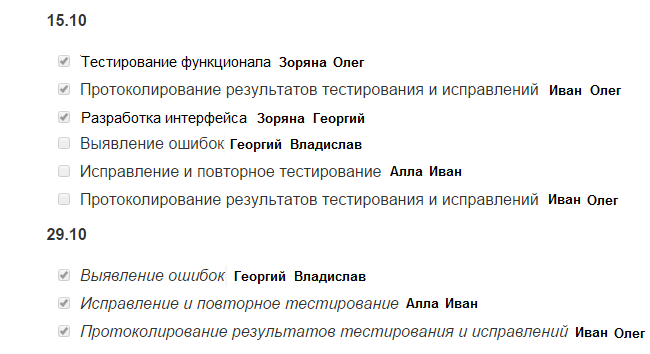 15.10
Тестирование функционала Зоряна Олег
Протоколирование результатов тестирования и исправлений Иван Олег
Разработка интерфейса Зоряна Георгий
Выявление ошибок Георгий Владислав
Исправление и повторное тестирование Алла Иван
Протоколирование результатов тестирования и исправлений Иван Олег
29.10
Выявление ошибок Георгий Владислав
Исправление и повторное тестирование Алла Иван
Протоколирование результатов тестирования и исправлений Иван Олег